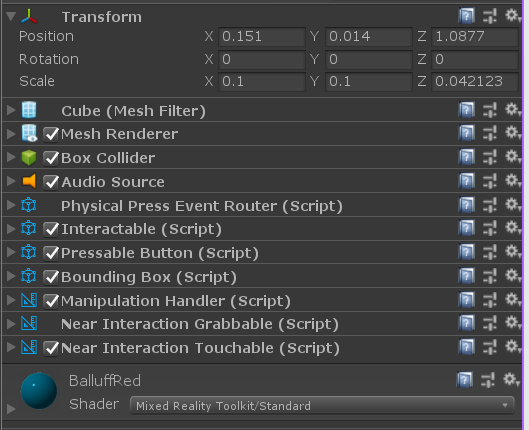 Transform
Position X 0.151 Y 0.014 Z 1.0877
Rotation X 0 Y 0 Z 0
Scale X 0.1 Y 0.1 Z 0.042123
Cube (Mesh Filter)
Mesh Renderer
Box Collider
Audio Source
Physical Press Event Router (Script)
Interactable (Script)
Pressable Button (Script)
Bounding Box (Script)
Manipulation Handler (Script)
Near Interaction Grabbable (Script)
Near Interaction Touchable (Script)
BalluffRed
Shader Mixed Reality Toolkit/Standard